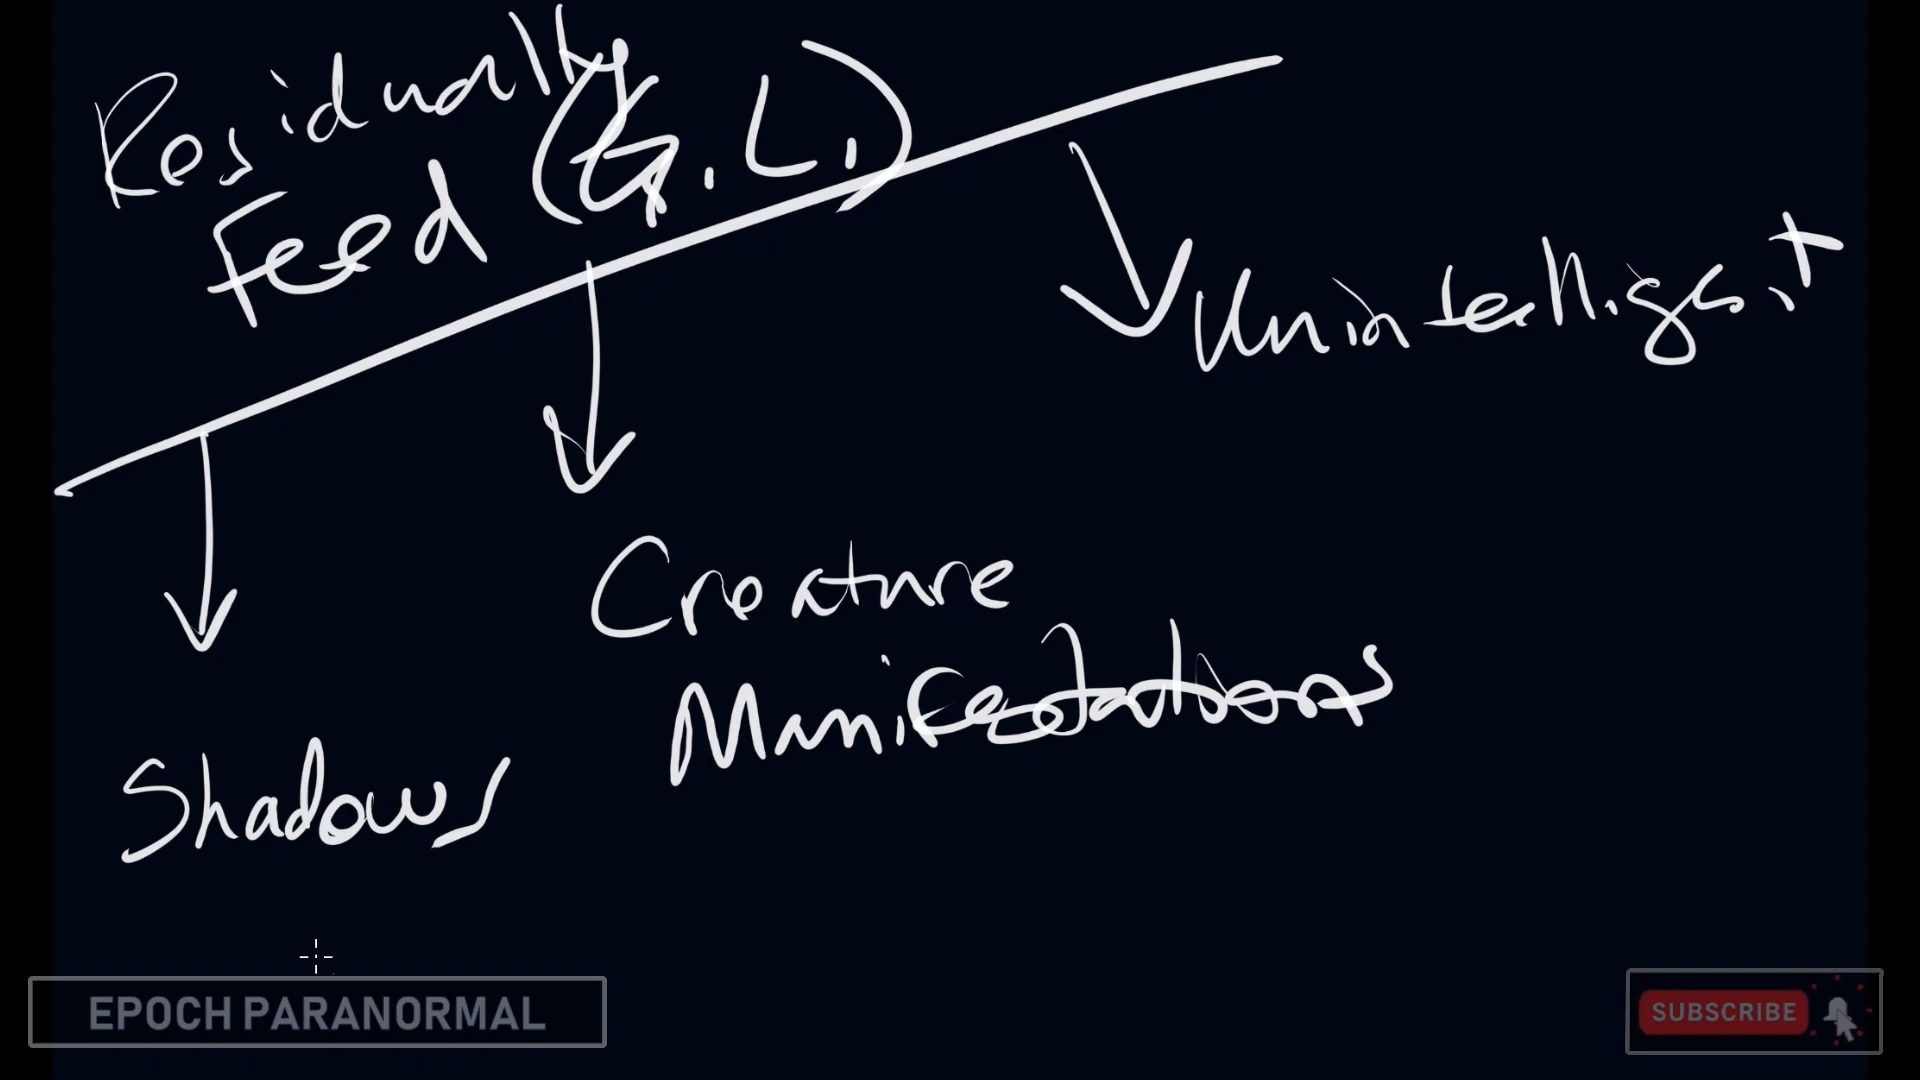 Residually
Feed (G.L.)
Unintelligent
Creature
Manifestations
Shadows
EPOCH PARANORMAL
SUBSCRIBE